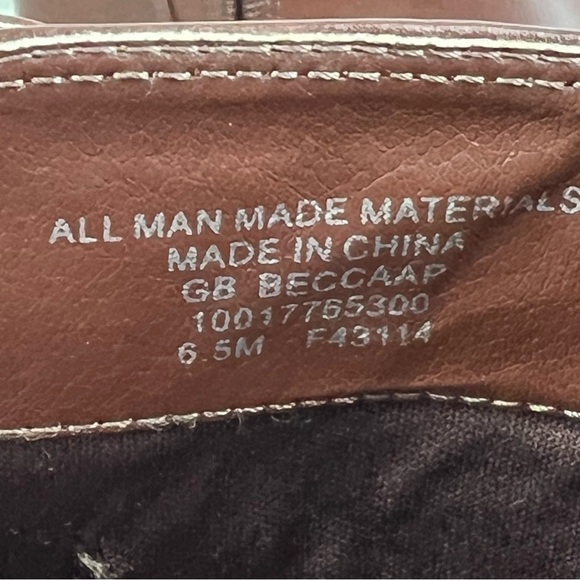 ALL MAN MADE MATERIALS
MADE IN CHINA
GB BECCAAP
10017765300
6.5M F43114